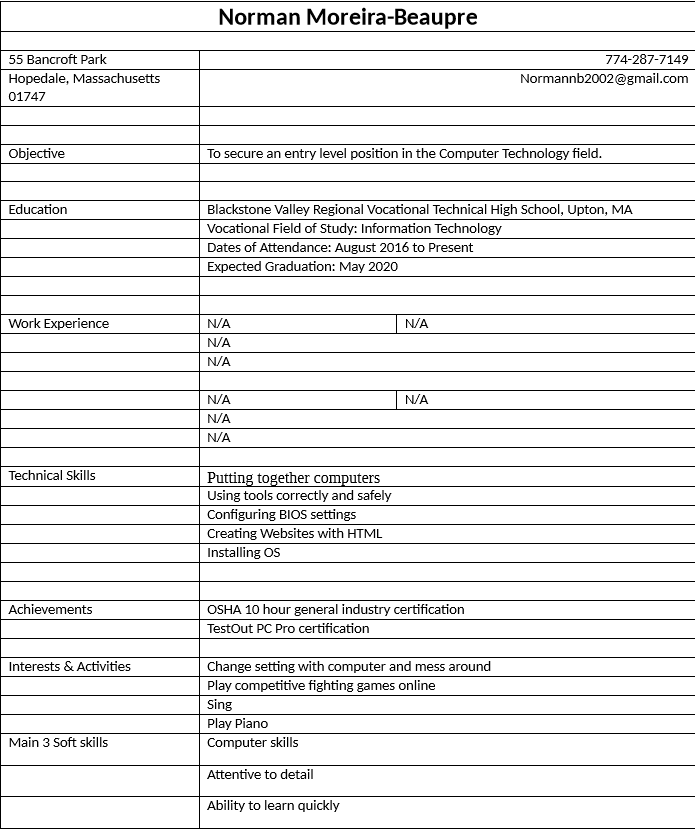 Norman Moreira-Beaupre
55 Bancroft Park 774-287-7149
Hopedale, Massachusetts Normannb2002@gmail.com
01747
Objective To secure an entry level position in the Computer Technology field.
Education Blackstone Valley Regional Vocational Technical High School, Upton, MA
Vocational Field of Study: Information Technology
Dates of Attendance: August 2016 to Present
Expected Graduation: May 2020
Work Experience N/A N/A
N/A
N/A
N/A N/A
N/A
N/A
Technical Skills Putting together computers
Using tools correctly and safely
Configuring BIOS settings
Creating Websites with HTML
Installing OS
Achievements OSHA 10 hour general industry certification
TestOut PC Pro certification
Interests & Activities Change setting with computer and mess around
Play competitive fighting games online
Sing
Play Piano
Main 3 Soft skills Computer skills
Attentive to detail
Ability to learn quickly